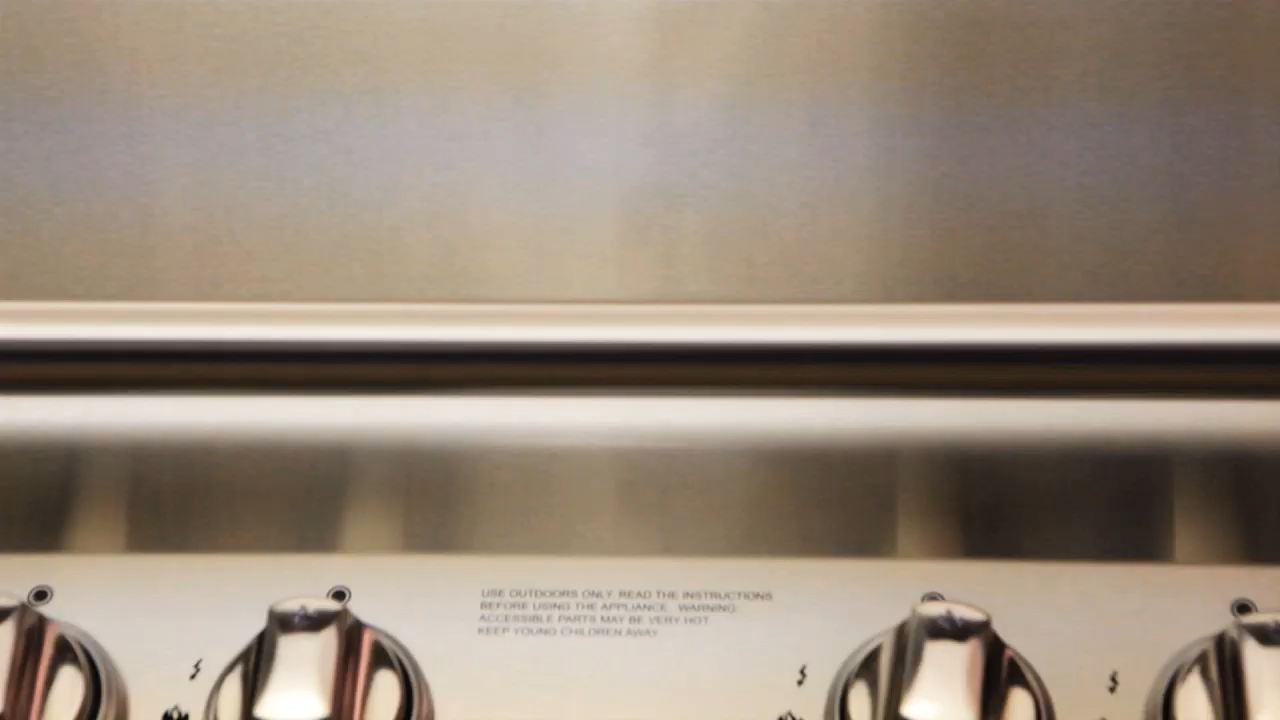 USE OUTDOORS ONLY. READ THE INSTRUCTIONS
BEFORE USING THE APPLIANCE. WARNING:
ACCESSIBLE PARTS MAY BE VERY HOT.
KEEP YOUNG CHILDREN AWAY